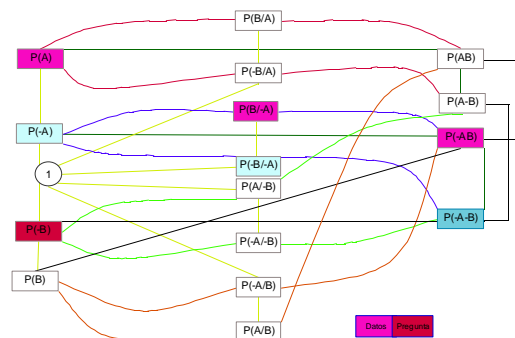 P(B/A)
P(A)
P(AB)
P(-B/A)
P(A-B)
P(B/-A)
P(-A)
P(-AB)
P(-B/-A)
1
P(A/-B)
P(-A-B)
P(-B)
P(-A/-B)
P(B)
P(-A/B)
P(A/B)
Datos
Pregunta